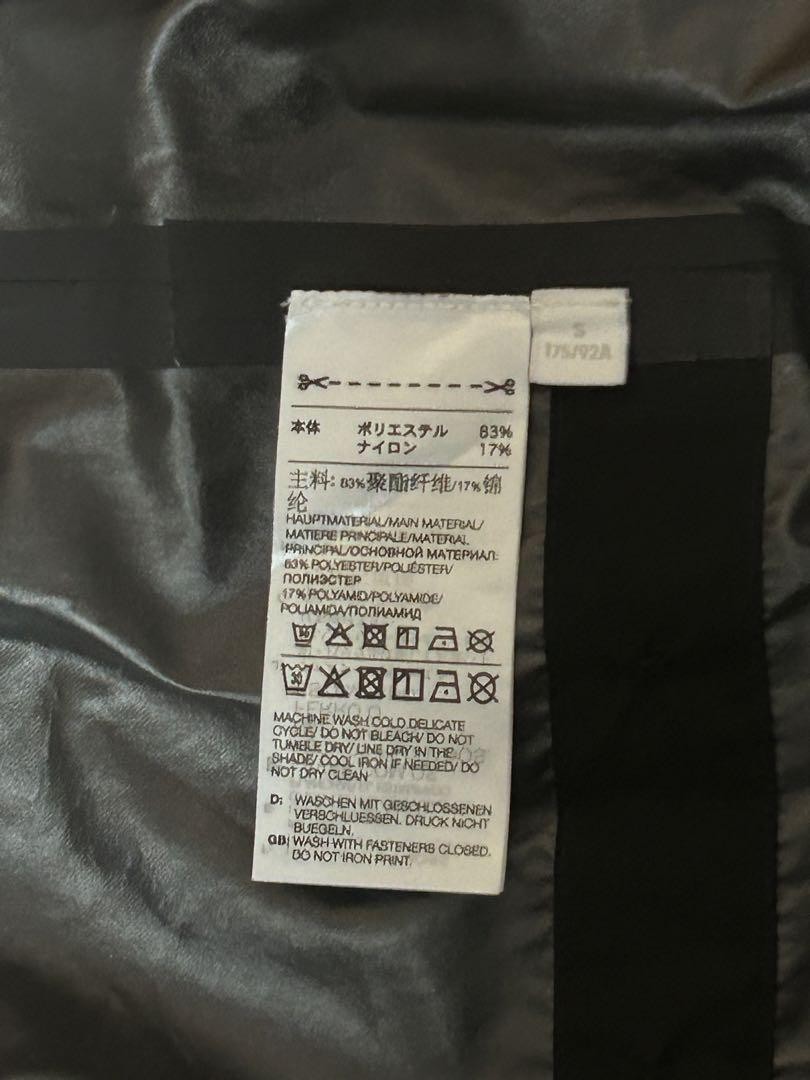 S
175/92A
本体 ポリエステル 83%
ナイロン 17%
主料: 83%聚酯纤维/17%锦
纶
HAUPTMATERIAL/MAIN MATERIAL/
MATIERE PRINCIPALE/MATERIAL
PRINCIPAL/ОСНОВНОЙ МАТЕРИАЛ:
83% POLYESTER/POLIÉSTER/
ПОЛИЭСТЕР
17% POLYAMID/POLYAMIDE/
POLIAMIDA/ПОЛИАМИД
30
MACHINE WASH COLD DELICATE
CYCLE/ DO NOT BLEACH/ DO NOT
TUMBLE DRY/ LINE DRY IN THE
SHADE/ COOL IRON IF NEEDED/ DO
NOT DRY CLEAN
D: WASCHEN MIT GESCHLOSSENEN
VERSCHLUESSEN. DRUCK NICHT
BUEGELN.
GB: WASH WITH FASTENERS CLOSED.
DO NOT IRON PRINT.